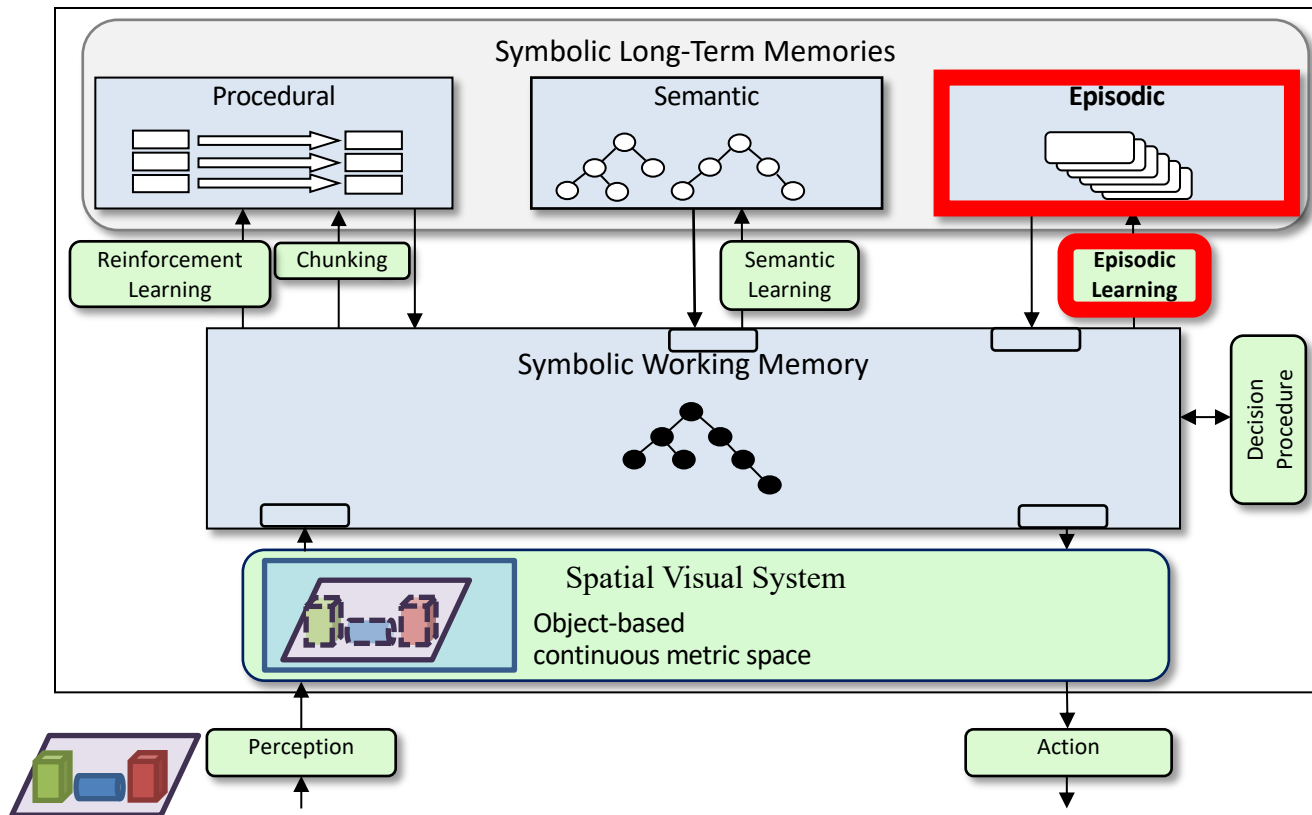 Symbolic Long-Term Memories
Procedural
Semantic
Episodic
Reinforcement
Learning
Chunking
Semantic
Learning
Episodic
Learning
Symbolic Working Memory
Decision
Procedure
Spatial Visual System
Object-based
continuous metric space
Perception
Action